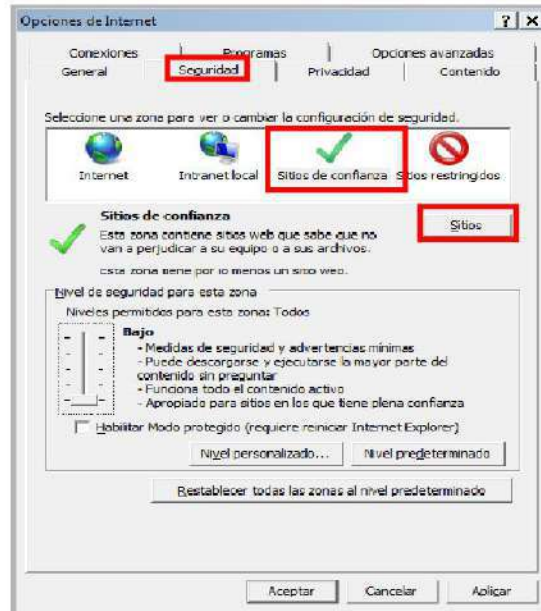 Opciones de Internet ? X
Conexiones Programas Opciones avanzadas
General Seguridad Privacidad Contenido
Seleccione una zona para ver o cambiar la configuración de seguridad.
Internet Intranet local Sitios de confianza Sitios restringidos
Sitios de confianza
Sitios
Esta zona contiene sitios web que sabe que no
van a perjudicar a su equipo o a sus archivos.
Esta zona tiene por lo menos un sitio web.
Nivel de seguridad para esta zona
Niveles permitidos para esta zona: Todos
Bajo
- Medidas de seguridad y advertencias mínimas
- Puede descargarse y ejecutarse la mayor parte del
contenido sin preguntar
- Funciona todo el contenido activo
- Apropiado para sitios en los que tiene plena confianza
Habilitar Modo protegido (requiere reiniciar Internet Explorer)
Nivel personalizado... Nivel predeterminado
Restablecer todas las zonas al nivel predeterminado
Aceptar Cancelar Aplicar